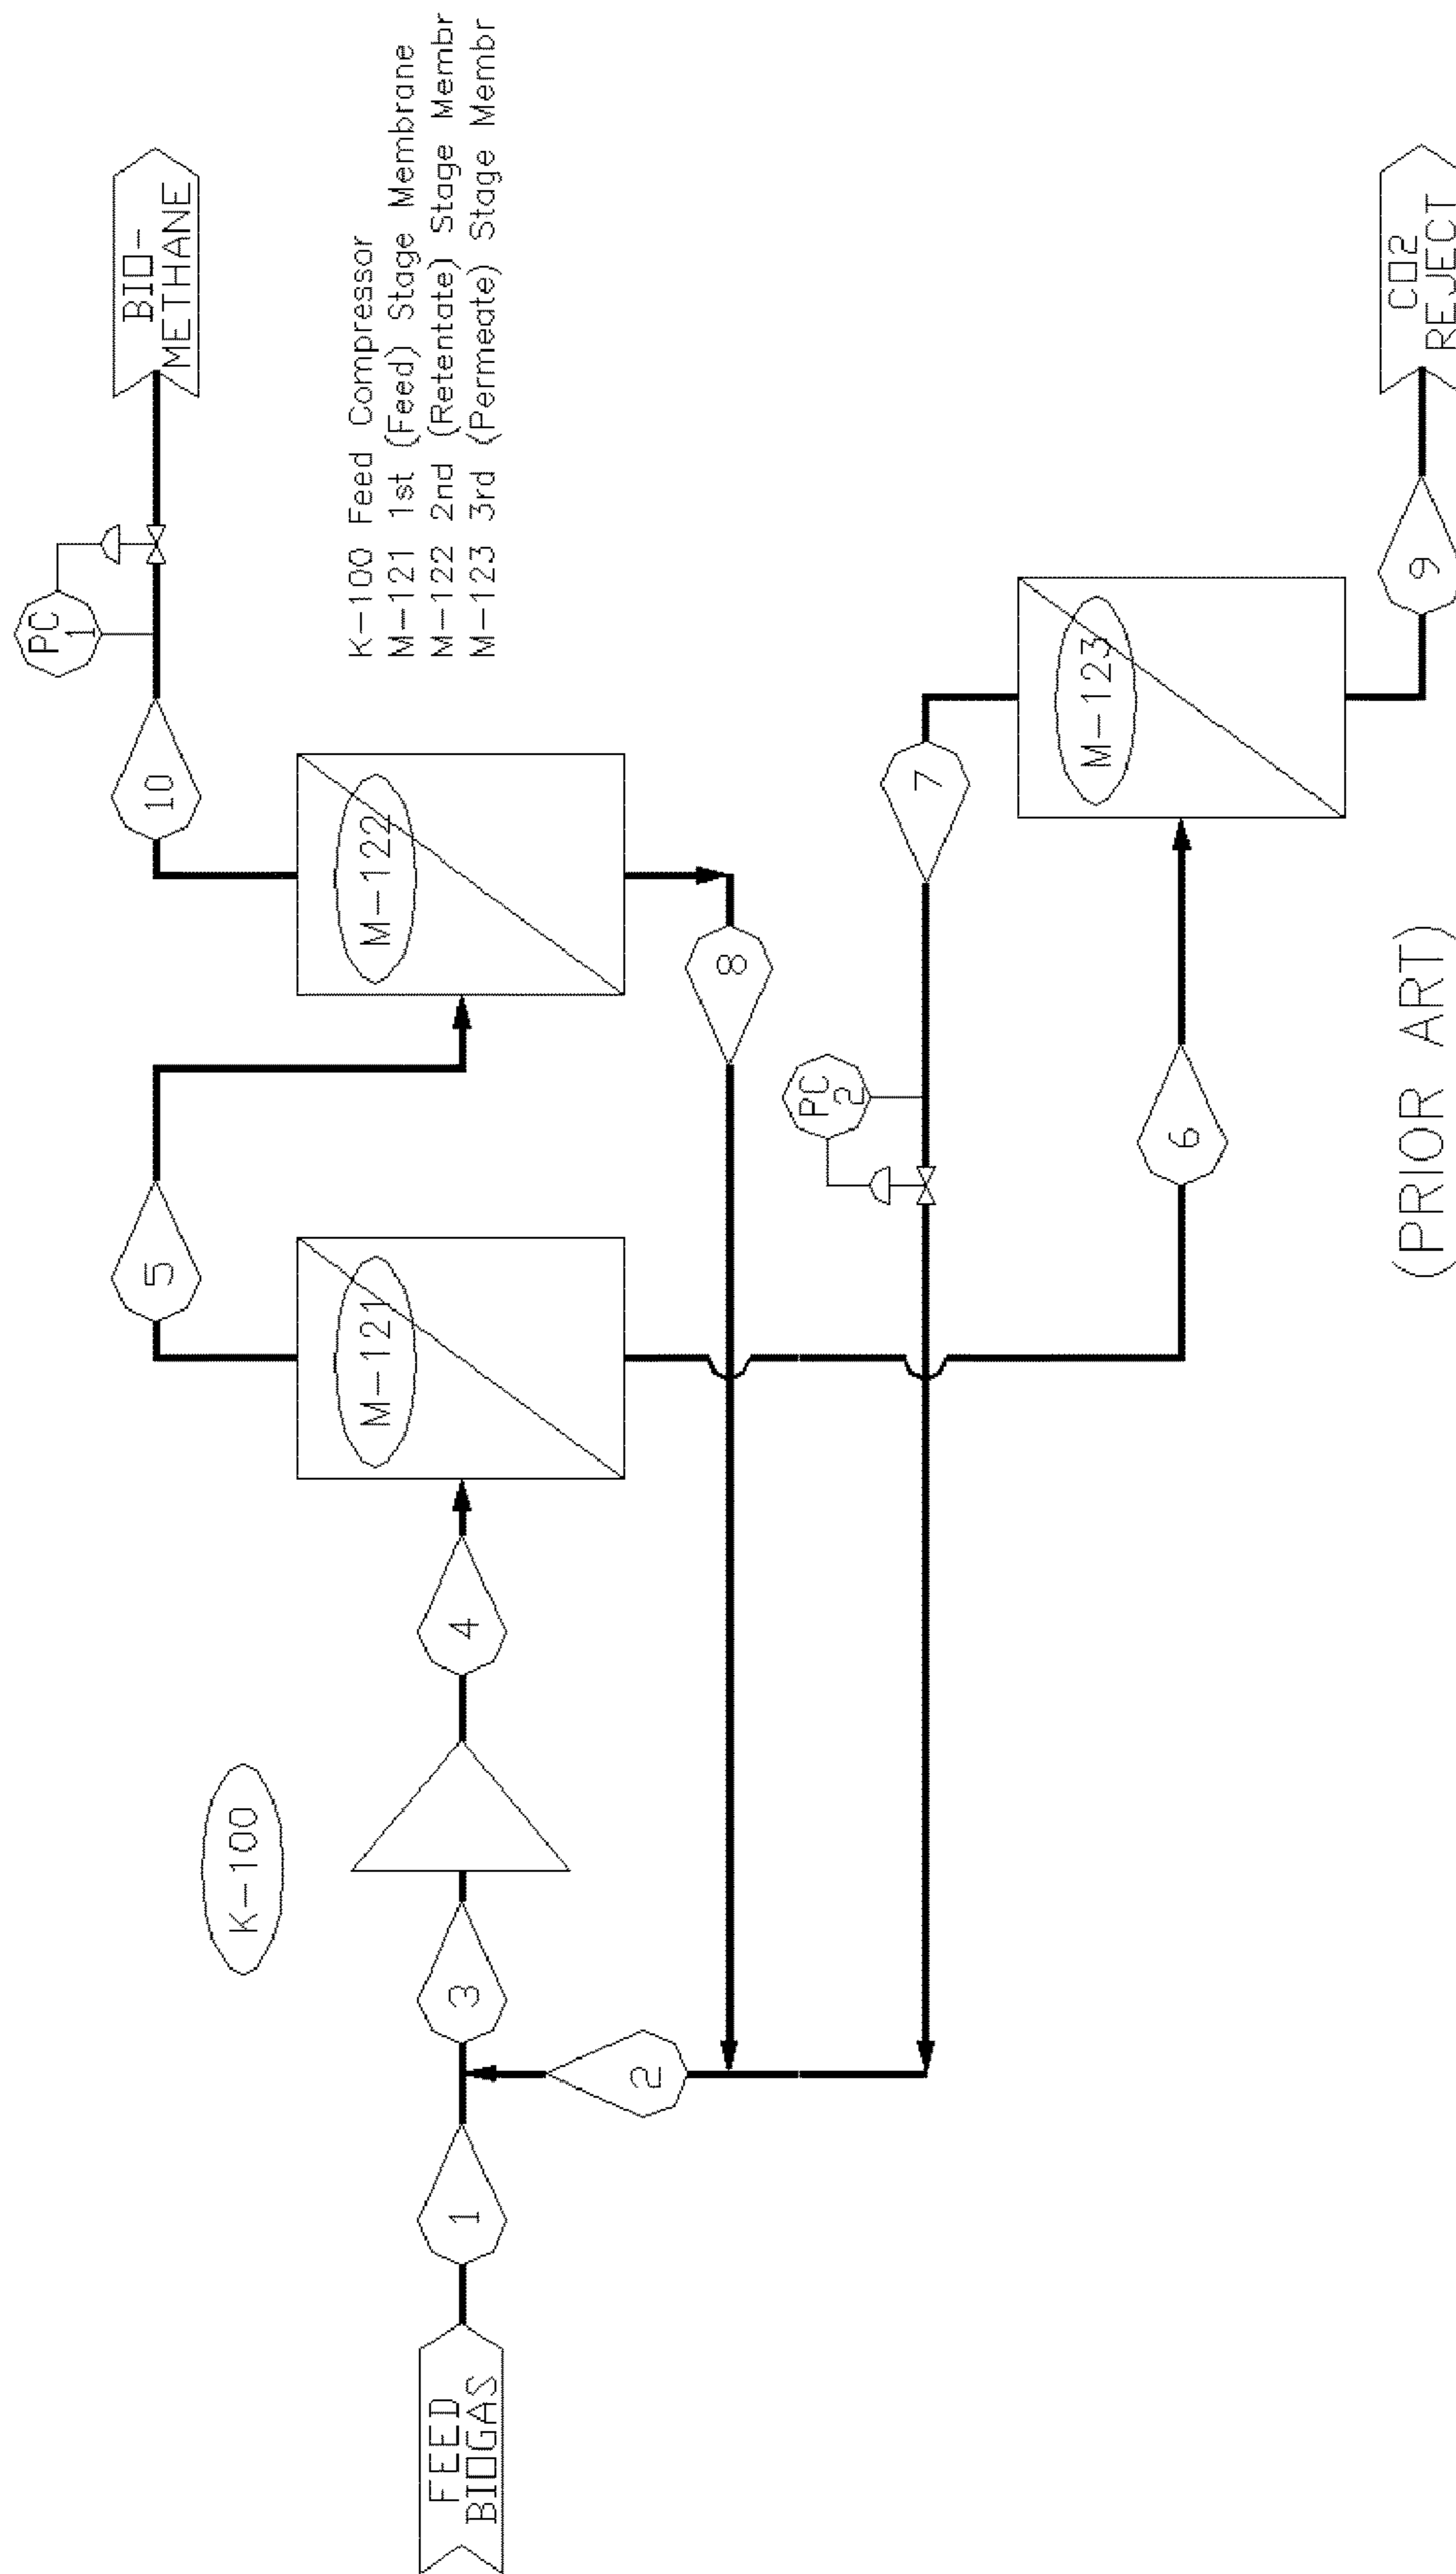 FEED
BIOGAS
1
2
3
K-100
4
M-121
5
6
PC
2
8
M-122
10
7
M-123
9
PC
1
BIO-
METHANE
CO2
REJECT
K-100 Feed Compressor
M-121 1st (Feed) Stage Membrane
M-122 2nd (Retentate) Stage Membr
M-123 3rd (Permeate) Stage Membr
(PRIOR ART)